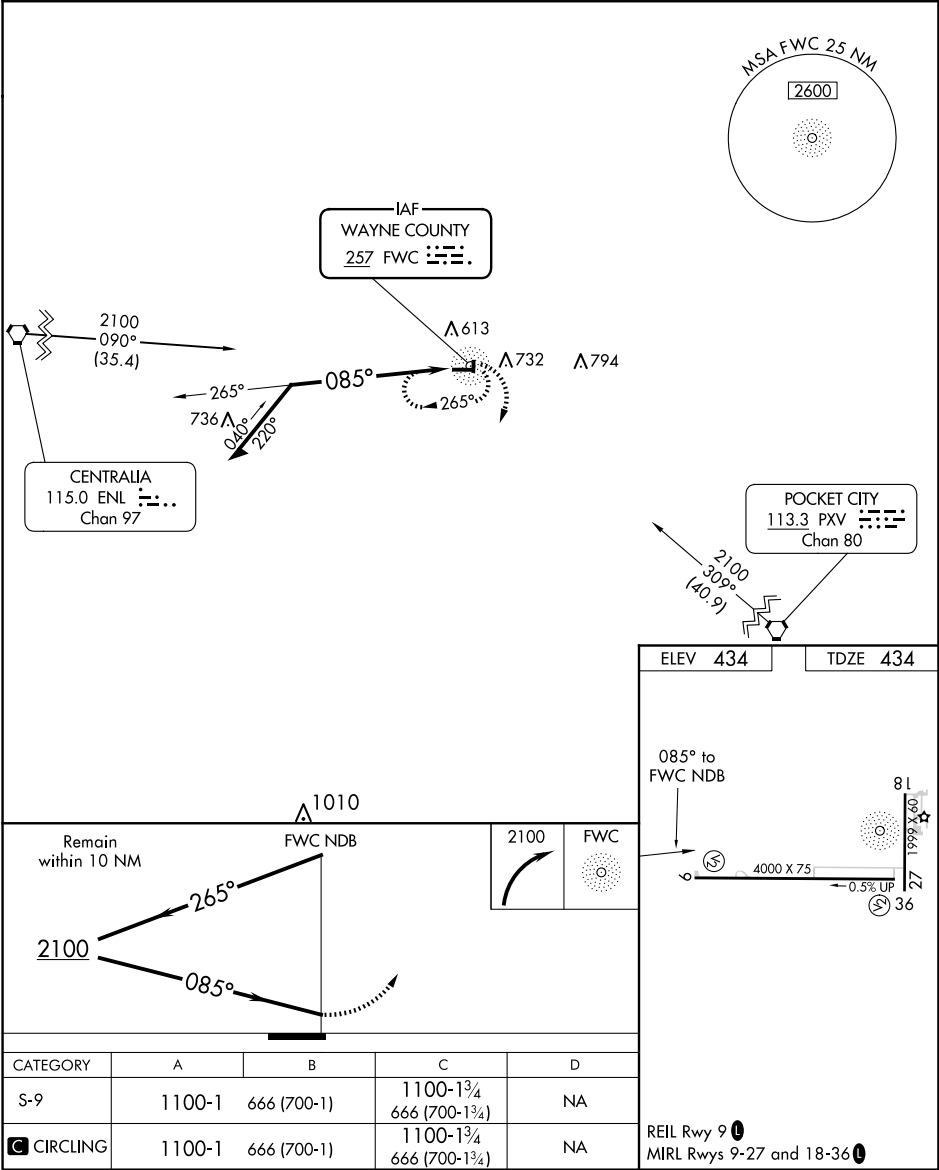 MSA FWC 25 NM
2600
IAF
WAYNE COUNTY
257 FWC
613
732
794
2100
090°
(35.4)
265°
085°
265°
736
040°
220°
CENTRALIA
115.0 ENL
Chan 97
POCKET CITY
113.3 PXV
Chan 80
2100
309°
(40.9)
1010
ELEV 434
TDZE 434
085° to
FWC NDB
18
1999 X 60
V2
9
4000 X 75
0.5% UP
27
V2
36
Remain
within 10 NM
FWC NDB
2100
FWC
265°
2100
085°
CATEGORY A B C D
S-9 1100-1 666 (700-1) 1100-1¾ 666 (700-1¾) NA
C CIRCLING 1100-1 666 (700-1) 1100-1¾ 666 (700-1¾) NA
REIL Rwy 9 L
MIRL Rwys 9-27 and 18-36 L